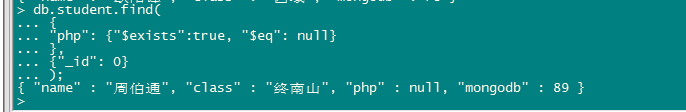 > db.student.find(
... {
... "php": {"$exists":true, "$eq": null}
... },
... {"_id": 0}
... );
{ "name" : "周伯通", "class" : "终南山", "php" : null, "mongodb" : 89 }
>